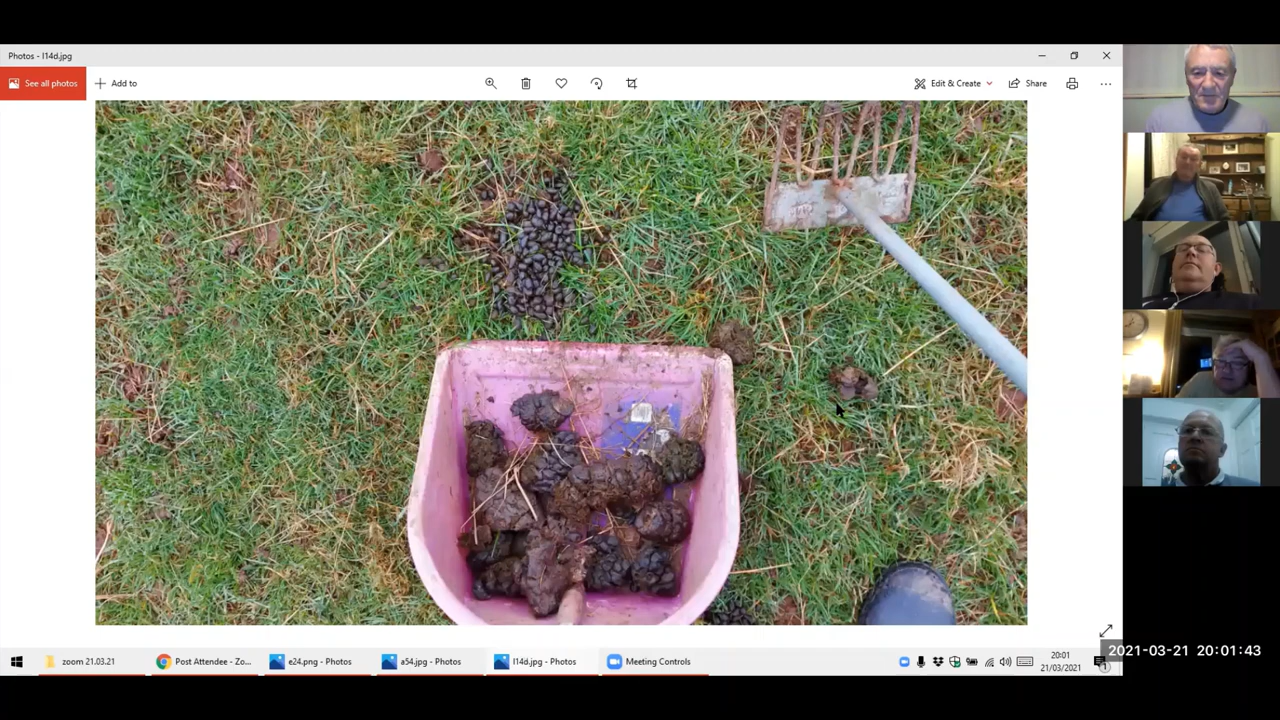 Photos - l14d.jpg
See all photos
Add to
Edit & Create
Share
zoom 21.03.21
Post Attendee - Zo...
e24.png - Photos
a54.jpg - Photos
l14d.jpg - Photos
Meeting Controls
20:01
21/03/2021
1
2021-03-21 20:01:43